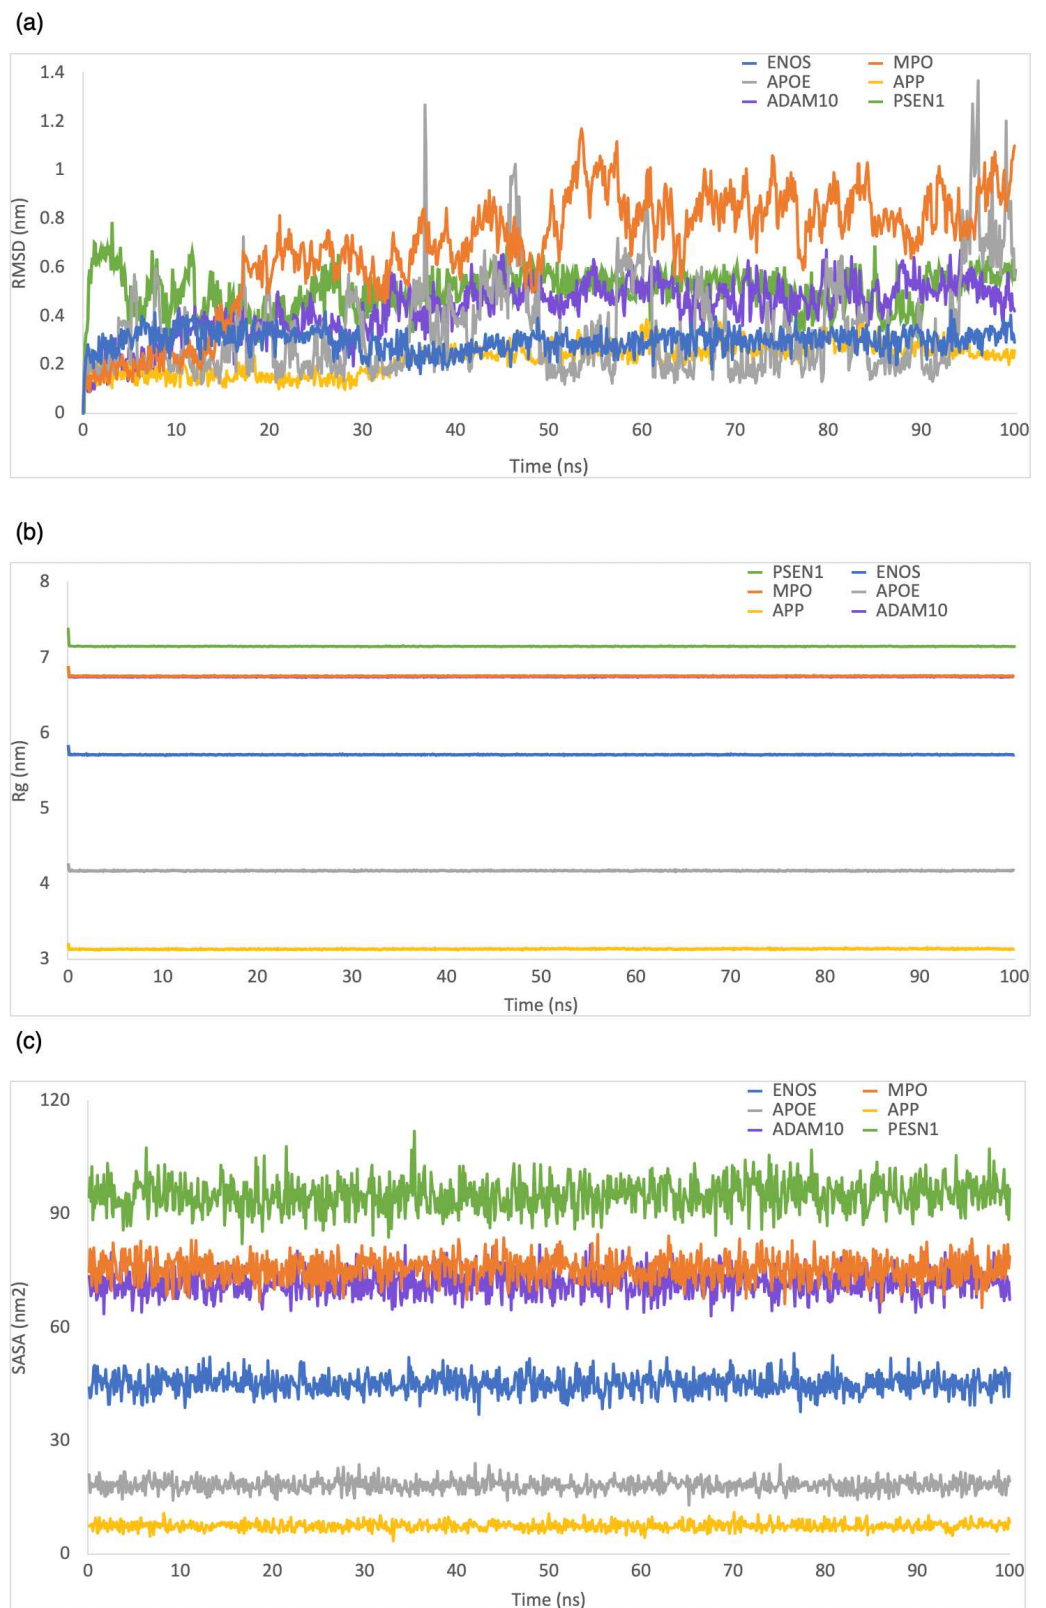 (a)
ENOS MPO
1.4
APOE APP
ADAM10 PSEN1
1.2
1
0.8
RMSD (nm)
0.6
0.4
0.2
0
0 10 20 30 40 50 60 70 80 90 100
Time (ns)
(b)
PSEN1 ENOS
8
MPO APOE
APP ADAM10
7
6
Rg (nm)
5
4
3
0 10 20 30 40 50 60 70 80 90 100
Time (ns)
(c)
ENOS MPO
120
APOE APP
ADAM10 PESN1
90
SASA (nm2)
60
30
0
0 10 20 30 40 50 60 70 80 90 100
Time (ns)